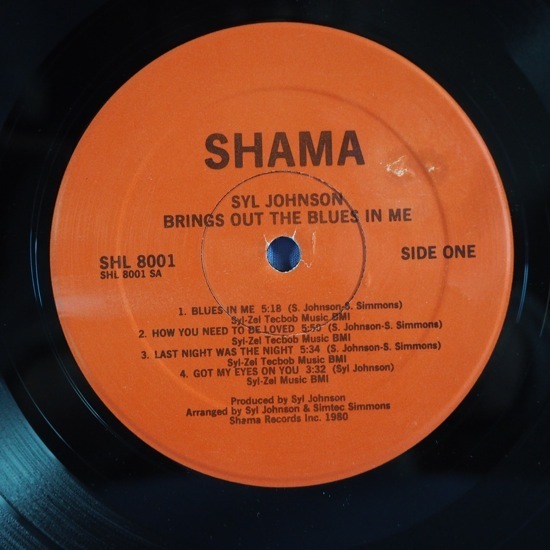 SHAMA
SYL JOHNSON
BRINGS OUT THE BLUES IN ME
SHL 8001
SHL 8001 SA
SIDE ONE
1. BLUES IN ME 5:18 (S. Johnson-S. Simmons)
Syl-Zel Tecbob Music BMI
2. HOW YOU NEED TO BE LOVED 5:50 (S. Johnson-S. Simmons)
Syl-Zel Tecbob Music BMI
3. LAST NIGHT WAS THE NIGHT 5:34 (S. Johnson-S. Simmons)
Syl-Zel Tecbob Music BMI
4. GOT MY EYES ON YOU 3:32 (Syl Johnson)
Syl-Zel Music BMI
Produced by Syl Johnson
Arranged by Syl Johnson & Simtec Simmons
Shama Records Inc. 1980